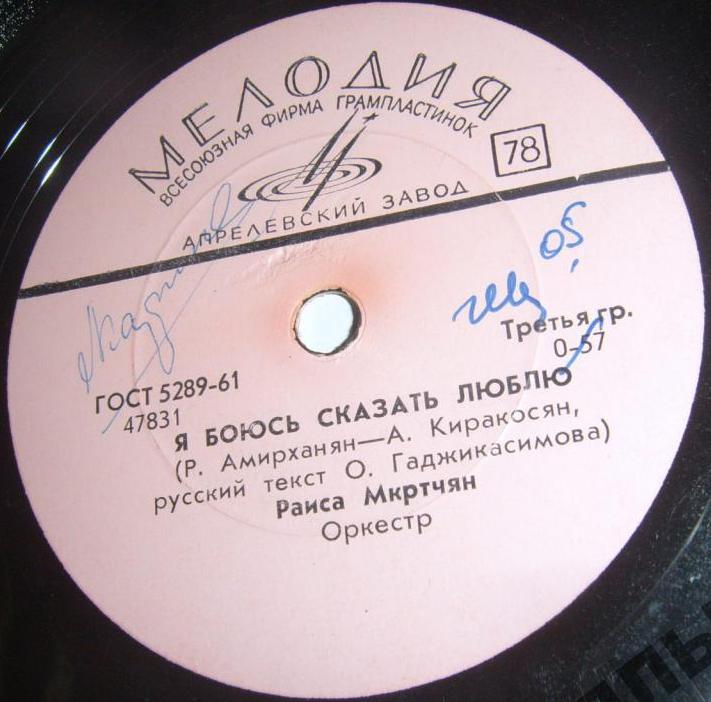 МЕЛОДИЯ
ВСЕСОЮЗНАЯ ФИРМА ГРАМПЛАСТИНОК
78
АПРЕЛЕВСКИЙ ЗАВОД
ГОСТ 5289-61
Третья гр.
47831
0-57
Я БОЮСЬ СКАЗАТЬ ЛЮБЛЮ
(Р. Амирханян—А. Киракосян,
русский текст О. Гаджикасимова)
Раиса Мкртчян
Оркестр